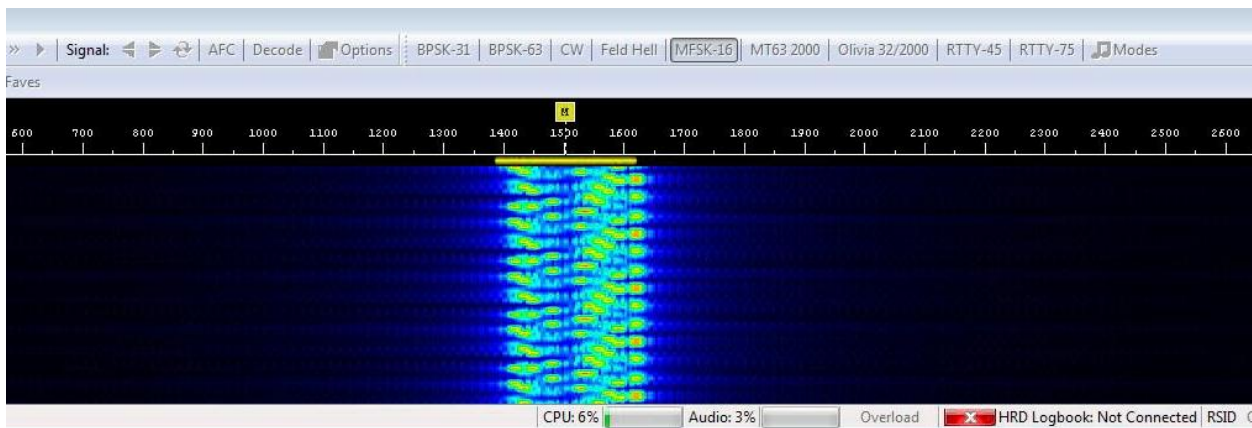 » Signal: AFC Decode Options BPSK-31 BPSK-63 CW Feld Hell MFSK-16 MT63 2000 Olivia 32/2000 RTTY-45 RTTY-75 Modes
Faves
M
600 700 800 900 1000 1100 1200 1300 1400 1500 1600 1700 1800 1900 2000 2100 2200 2300 2400 2500 2600
CPU: 6% Audio: 3% Overload X HRD Logbook: Not Connected RSID